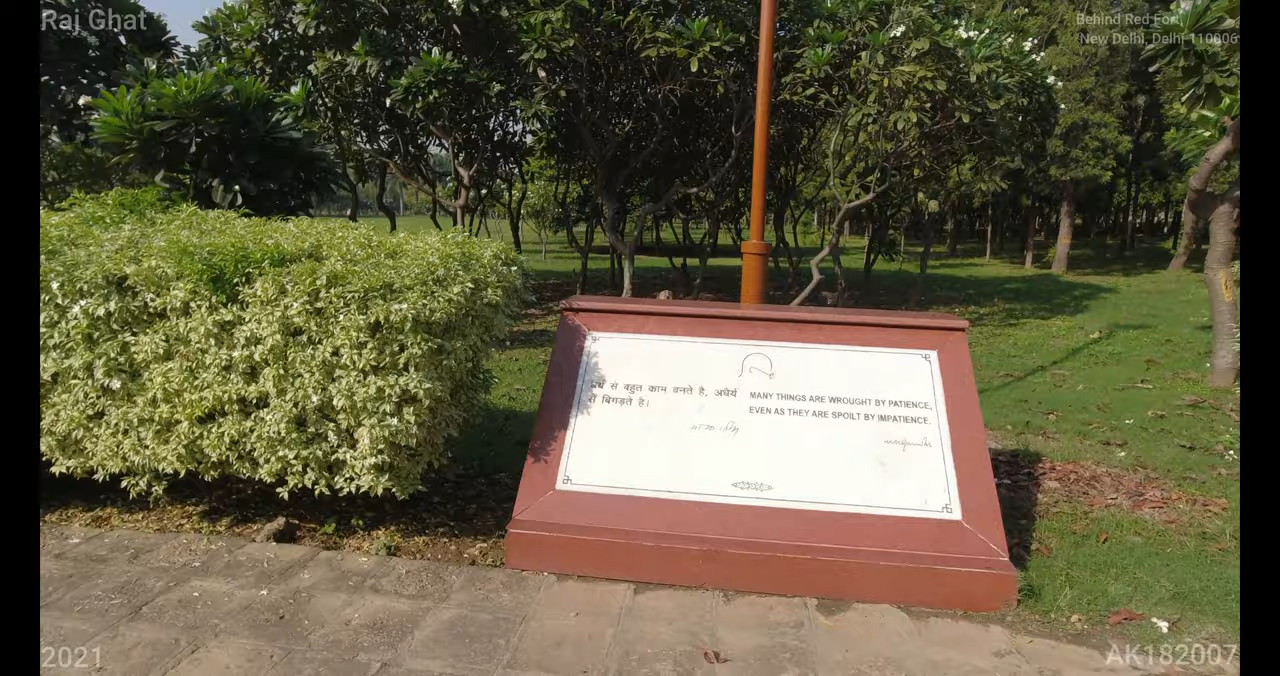 Raj Ghat
Behind Red Fort,
New Delhi, Delhi 110006
धैर्य से बहुत काम बनते है, अधैर्य
से बिगड़ते है।
MANY THINGS ARE WROUGHT BY PATIENCE,
EVEN AS THEY ARE SPOILT BY IMPATIENCE.
mkgandhi
2021
AK182007